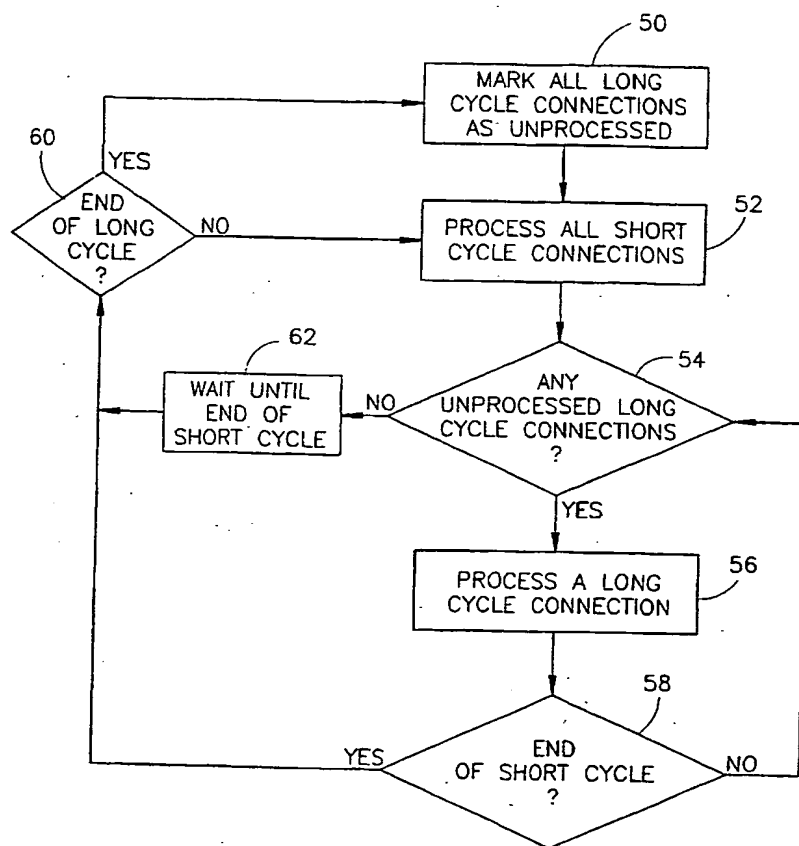 50
MARK ALL LONG
CYCLE CONNECTIONS
AS UNPROCESSED
60
YES
END
OF LONG
CYCLE
?
NO
52
PROCESS ALL SHORT
CYCLE CONNECTIONS
62
WAIT UNTIL
END OF
SHORT CYCLE
NO
54
ANY
UNPROCESSED LONG
CYCLE CONNECTIONS
?
YES
56
PROCESS A LONG
CYCLE CONNECTION
58
YES
END
OF SHORT CYCLE
?
NO